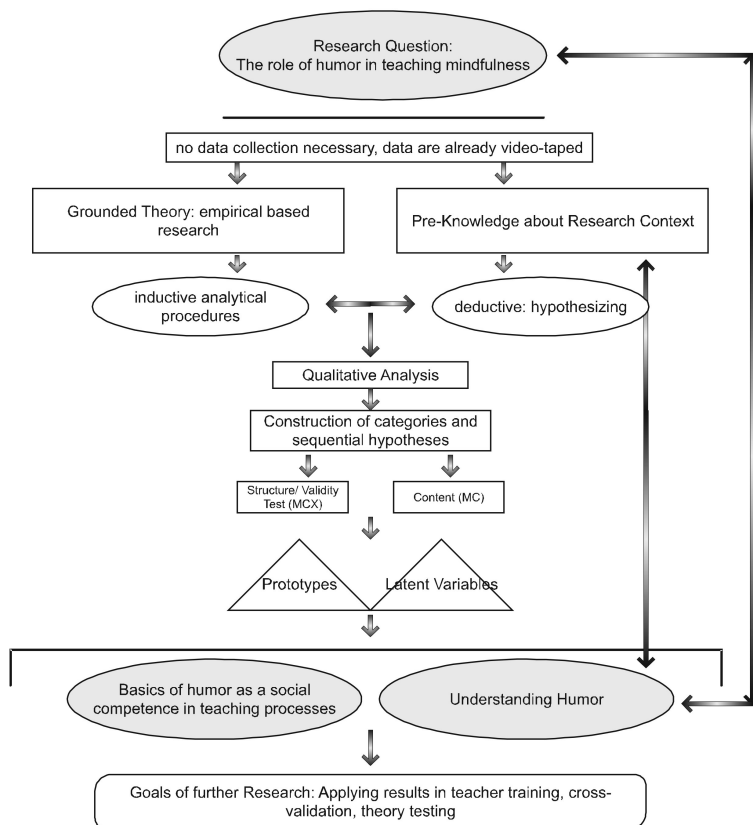 Research Question:
The role of humor in teaching mindfulness
no data collection necessary, data are already video-taped
Grounded Theory: empirical based
research
Pre-Knowledge about Research Context
inductive analytical
procedures
deductive: hypothesizing
Qualitative Analysis
Construction of categories and
sequential hypotheses
Structure/ Validity
Test (MCX)
Content (MC)
Prototypes
Latent Variables
Basics of humor as a social
competence in teaching processes
Understanding Humor
Goals of further Research: Applying results in teacher training, cross-
validation, theory testing